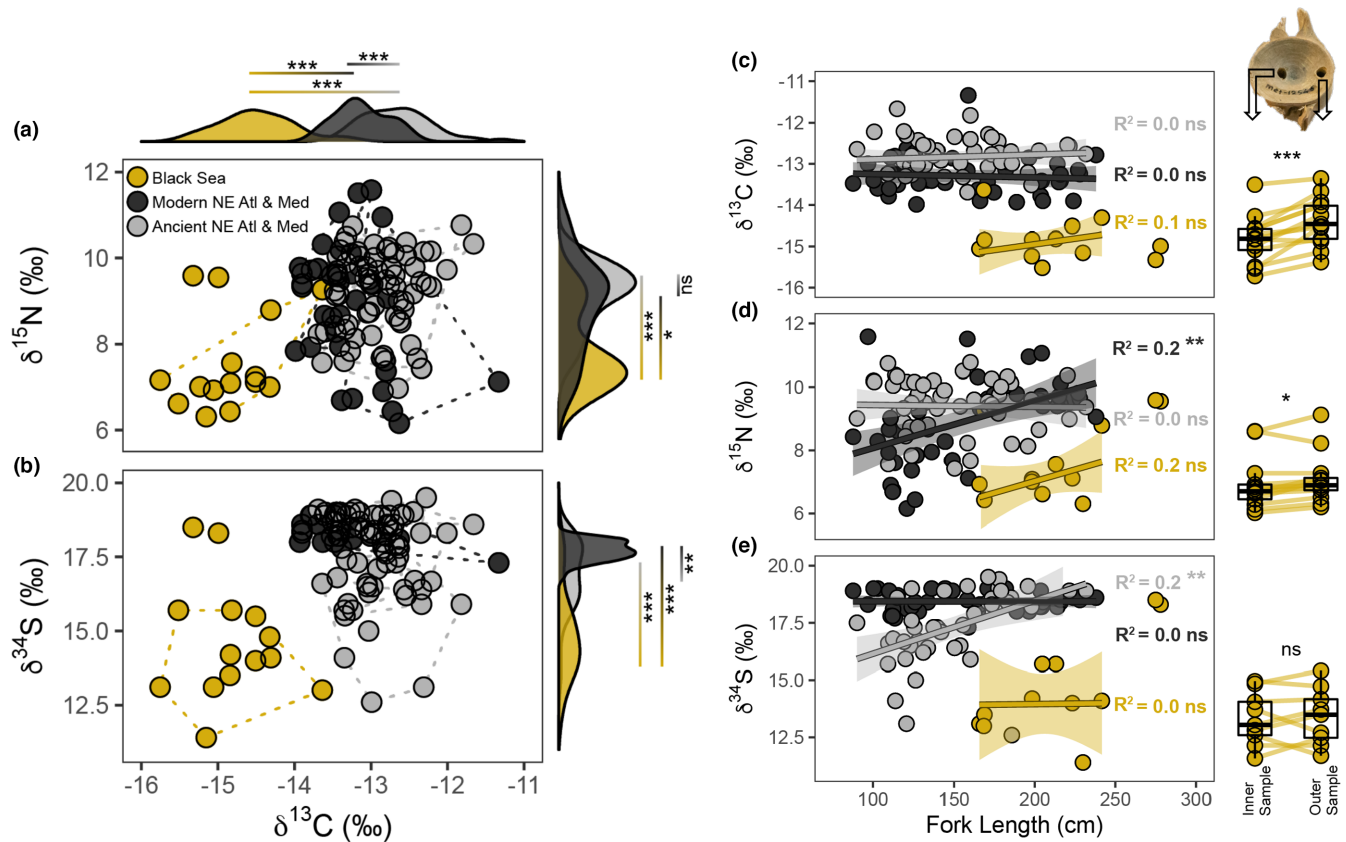 (a)
***
***
***
12
10
8
6
δ¹⁵N (‰)
Black Sea
Modern NE Atl & Med
Ancient NE Atl & Med
***
*
ns
(b)
20.0
17.5
15.0
12.5
δ³⁴S (‰)
***
***
**
-16
-15
-14
-13
-12
-11
δ¹³C (‰)
(c)
-11
-12
-13
-14
-15
-16
δ¹³C (‰)
R² = 0.0 ns
R² = 0.0 ns
R² = 0.1 ns
***
(d)
12
10
8
6
δ¹⁵N (‰)
R² = 0.2 **
R² = 0.0 ns
R² = 0.2 ns
*
(e)
20.0
17.5
15.0
12.5
δ³⁴S (‰)
R² = 0.2 **
R² = 0.0 ns
R² = 0.0 ns
ns
100
150
200
250
300
Fork Length (cm)
Inner
Sample
Outer
Sample